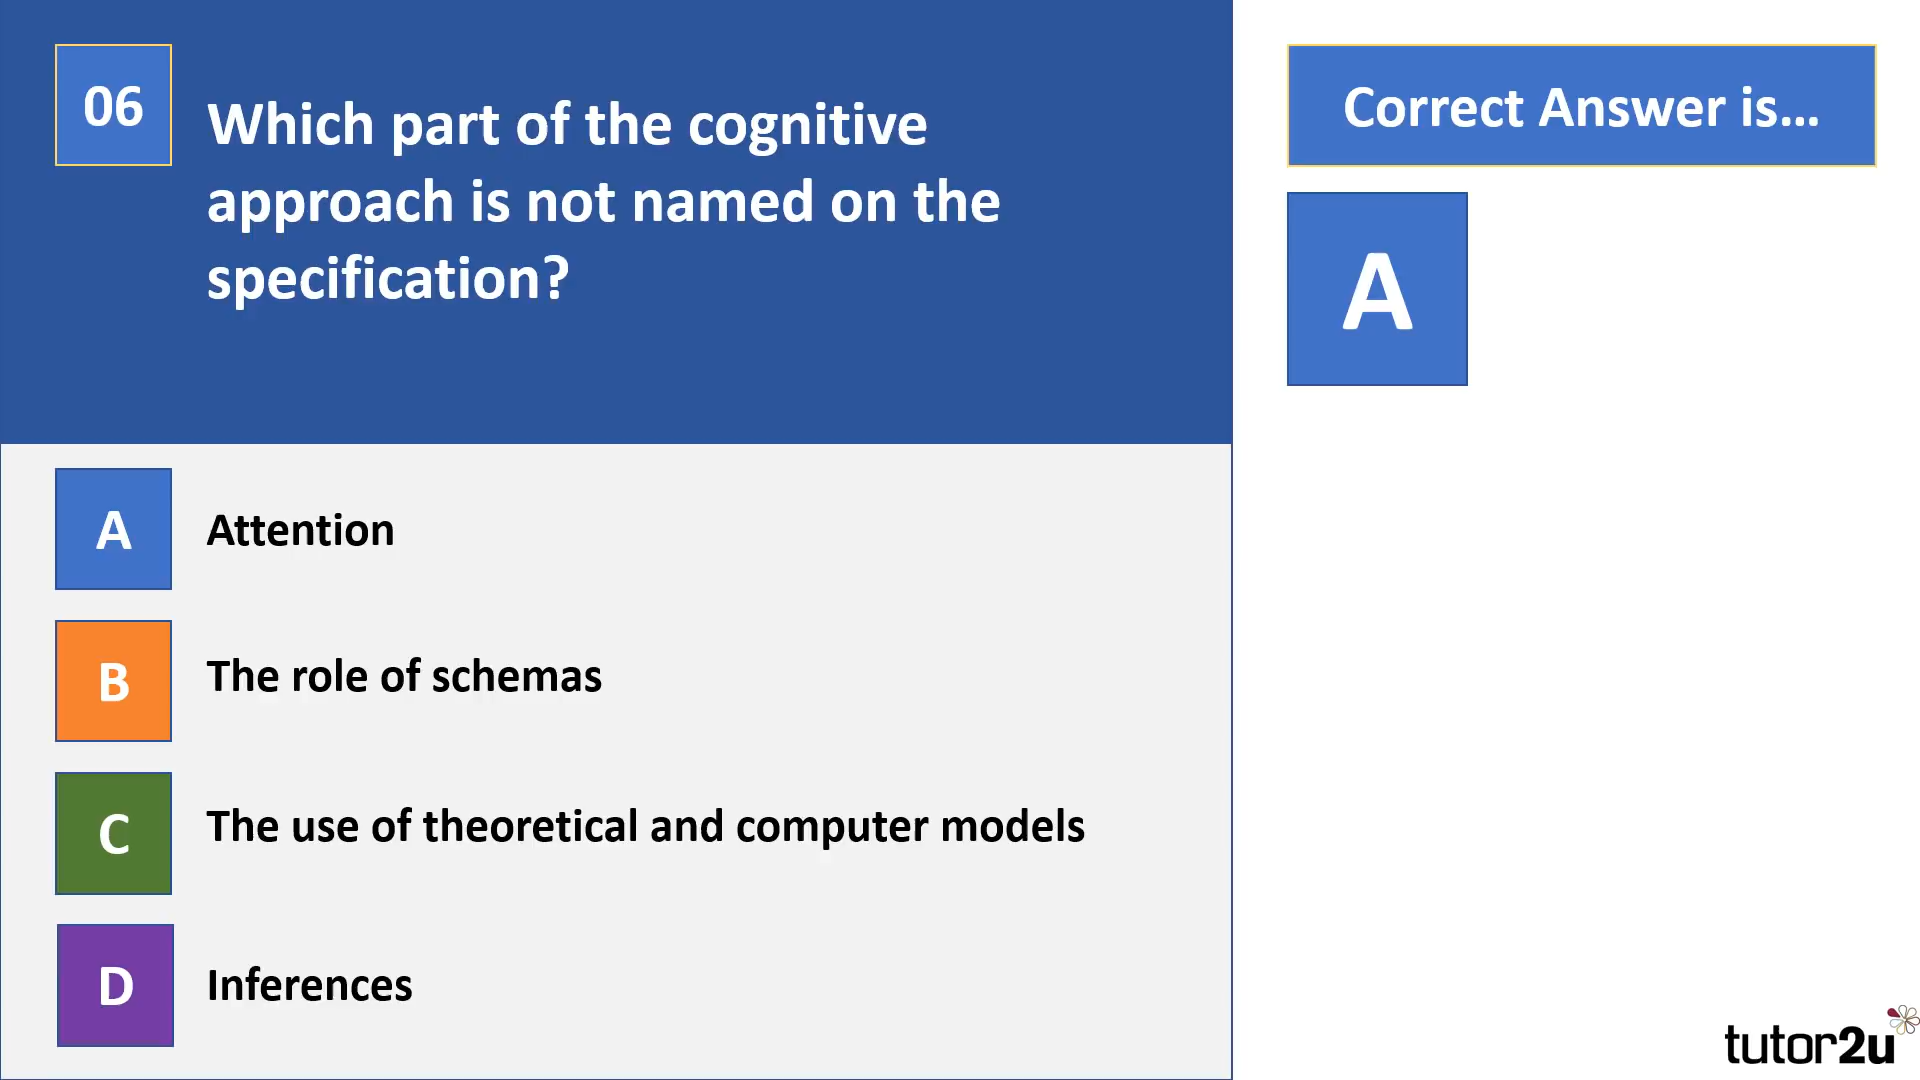 06
Which part of the cognitive
approach is not named on the
specification?
Correct Answer is...
A
A
Attention
B
The role of schemas
C
The use of theoretical and computer models
D
Inferences
tutor2u